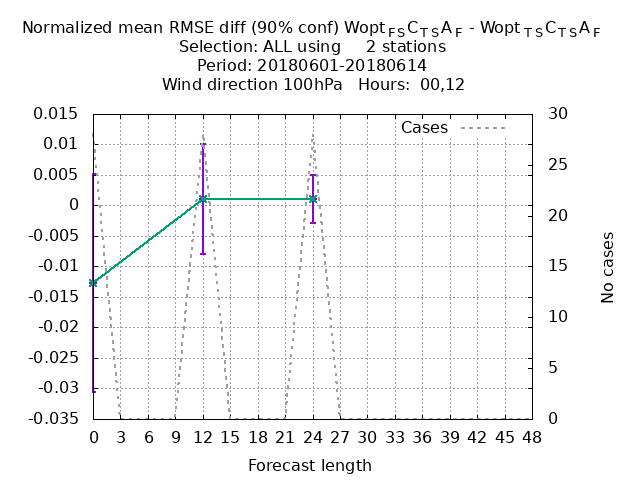 Normalized mean RMSE diff (90% conf) Wopt FS C TS A F - Wopt TS C TS A F
Selection: ALL using 2 stations
Period: 20180601-20180614
Wind direction 100hPa Hours: 00,12
Cases
0.015
0.01
0.005
0
-0.005
-0.01
-0.015
-0.02
-0.025
-0.03
-0.035
30
25
20
15
10
5
0
No cases
0 3 6 9 12 15 18 21 24 27 30 33 36 39 42 45 48
Forecast length